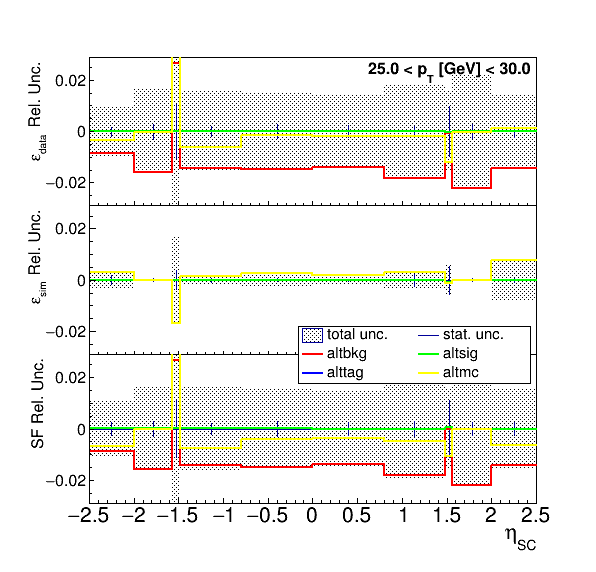 25.0 < p_T [GeV] < 30.0
ε_data Rel. Unc.
0.02
0
−0.02
ε_sim Rel. Unc.
0.02
0
−0.02
total unc. stat. unc.
altbkg altsig
alttag altmc
SF Rel. Unc.
0.02
0
−0.02
−2.5 −2 −1.5 −1 −0.5 0 0.5 1 1.5 2 2.5
η_SC